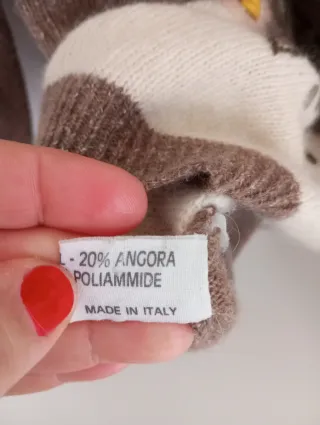 L - 20% ANGORA
POLIAMMIDE
MADE IN ITALY